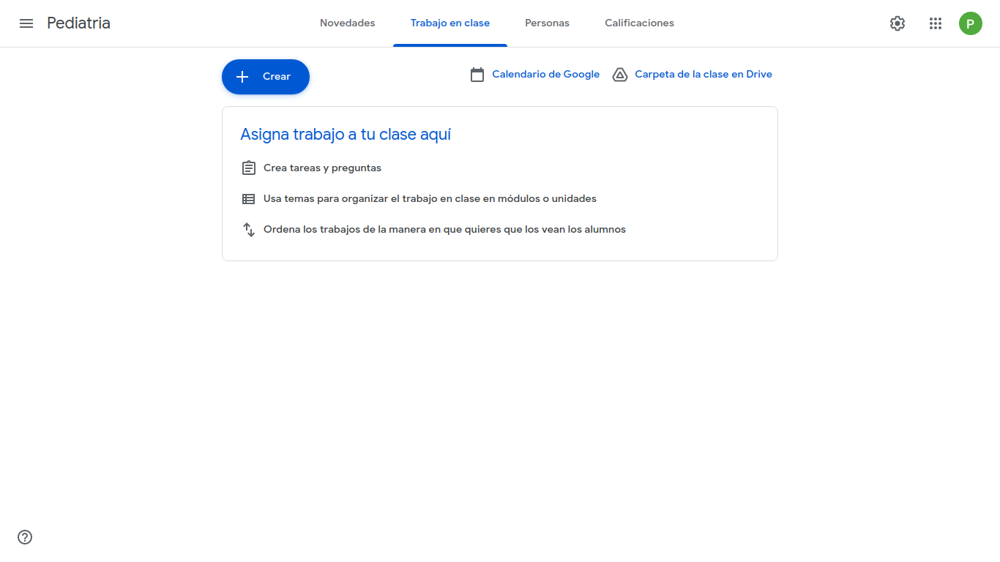 Pediatria
Novedades
Trabajo en clase
Personas
Calificaciones
P
Crear
Calendario de Google
Carpeta de la clase en Drive
Asigna trabajo a tu clase aquí
Crea tareas y preguntas
Usa temas para organizar el trabajo en clase en módulos o unidades
Ordena los trabajos de la manera en que quieres que los vean los alumnos